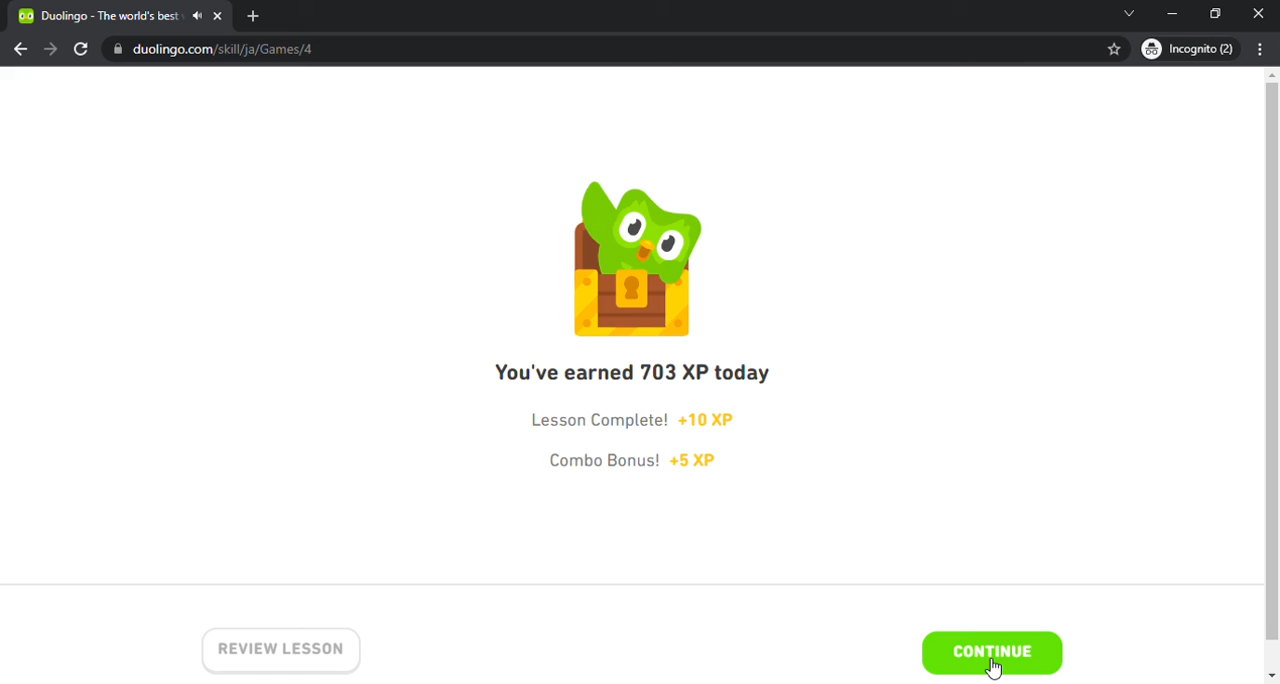 Duolingo - The world's best
duolingo.com/skill/ja/Games/4
Incognito (2)
You've earned 703 XP today
Lesson Complete! +10 XP
Combo Bonus! +5 XP
REVIEW LESSON
CONTINUE